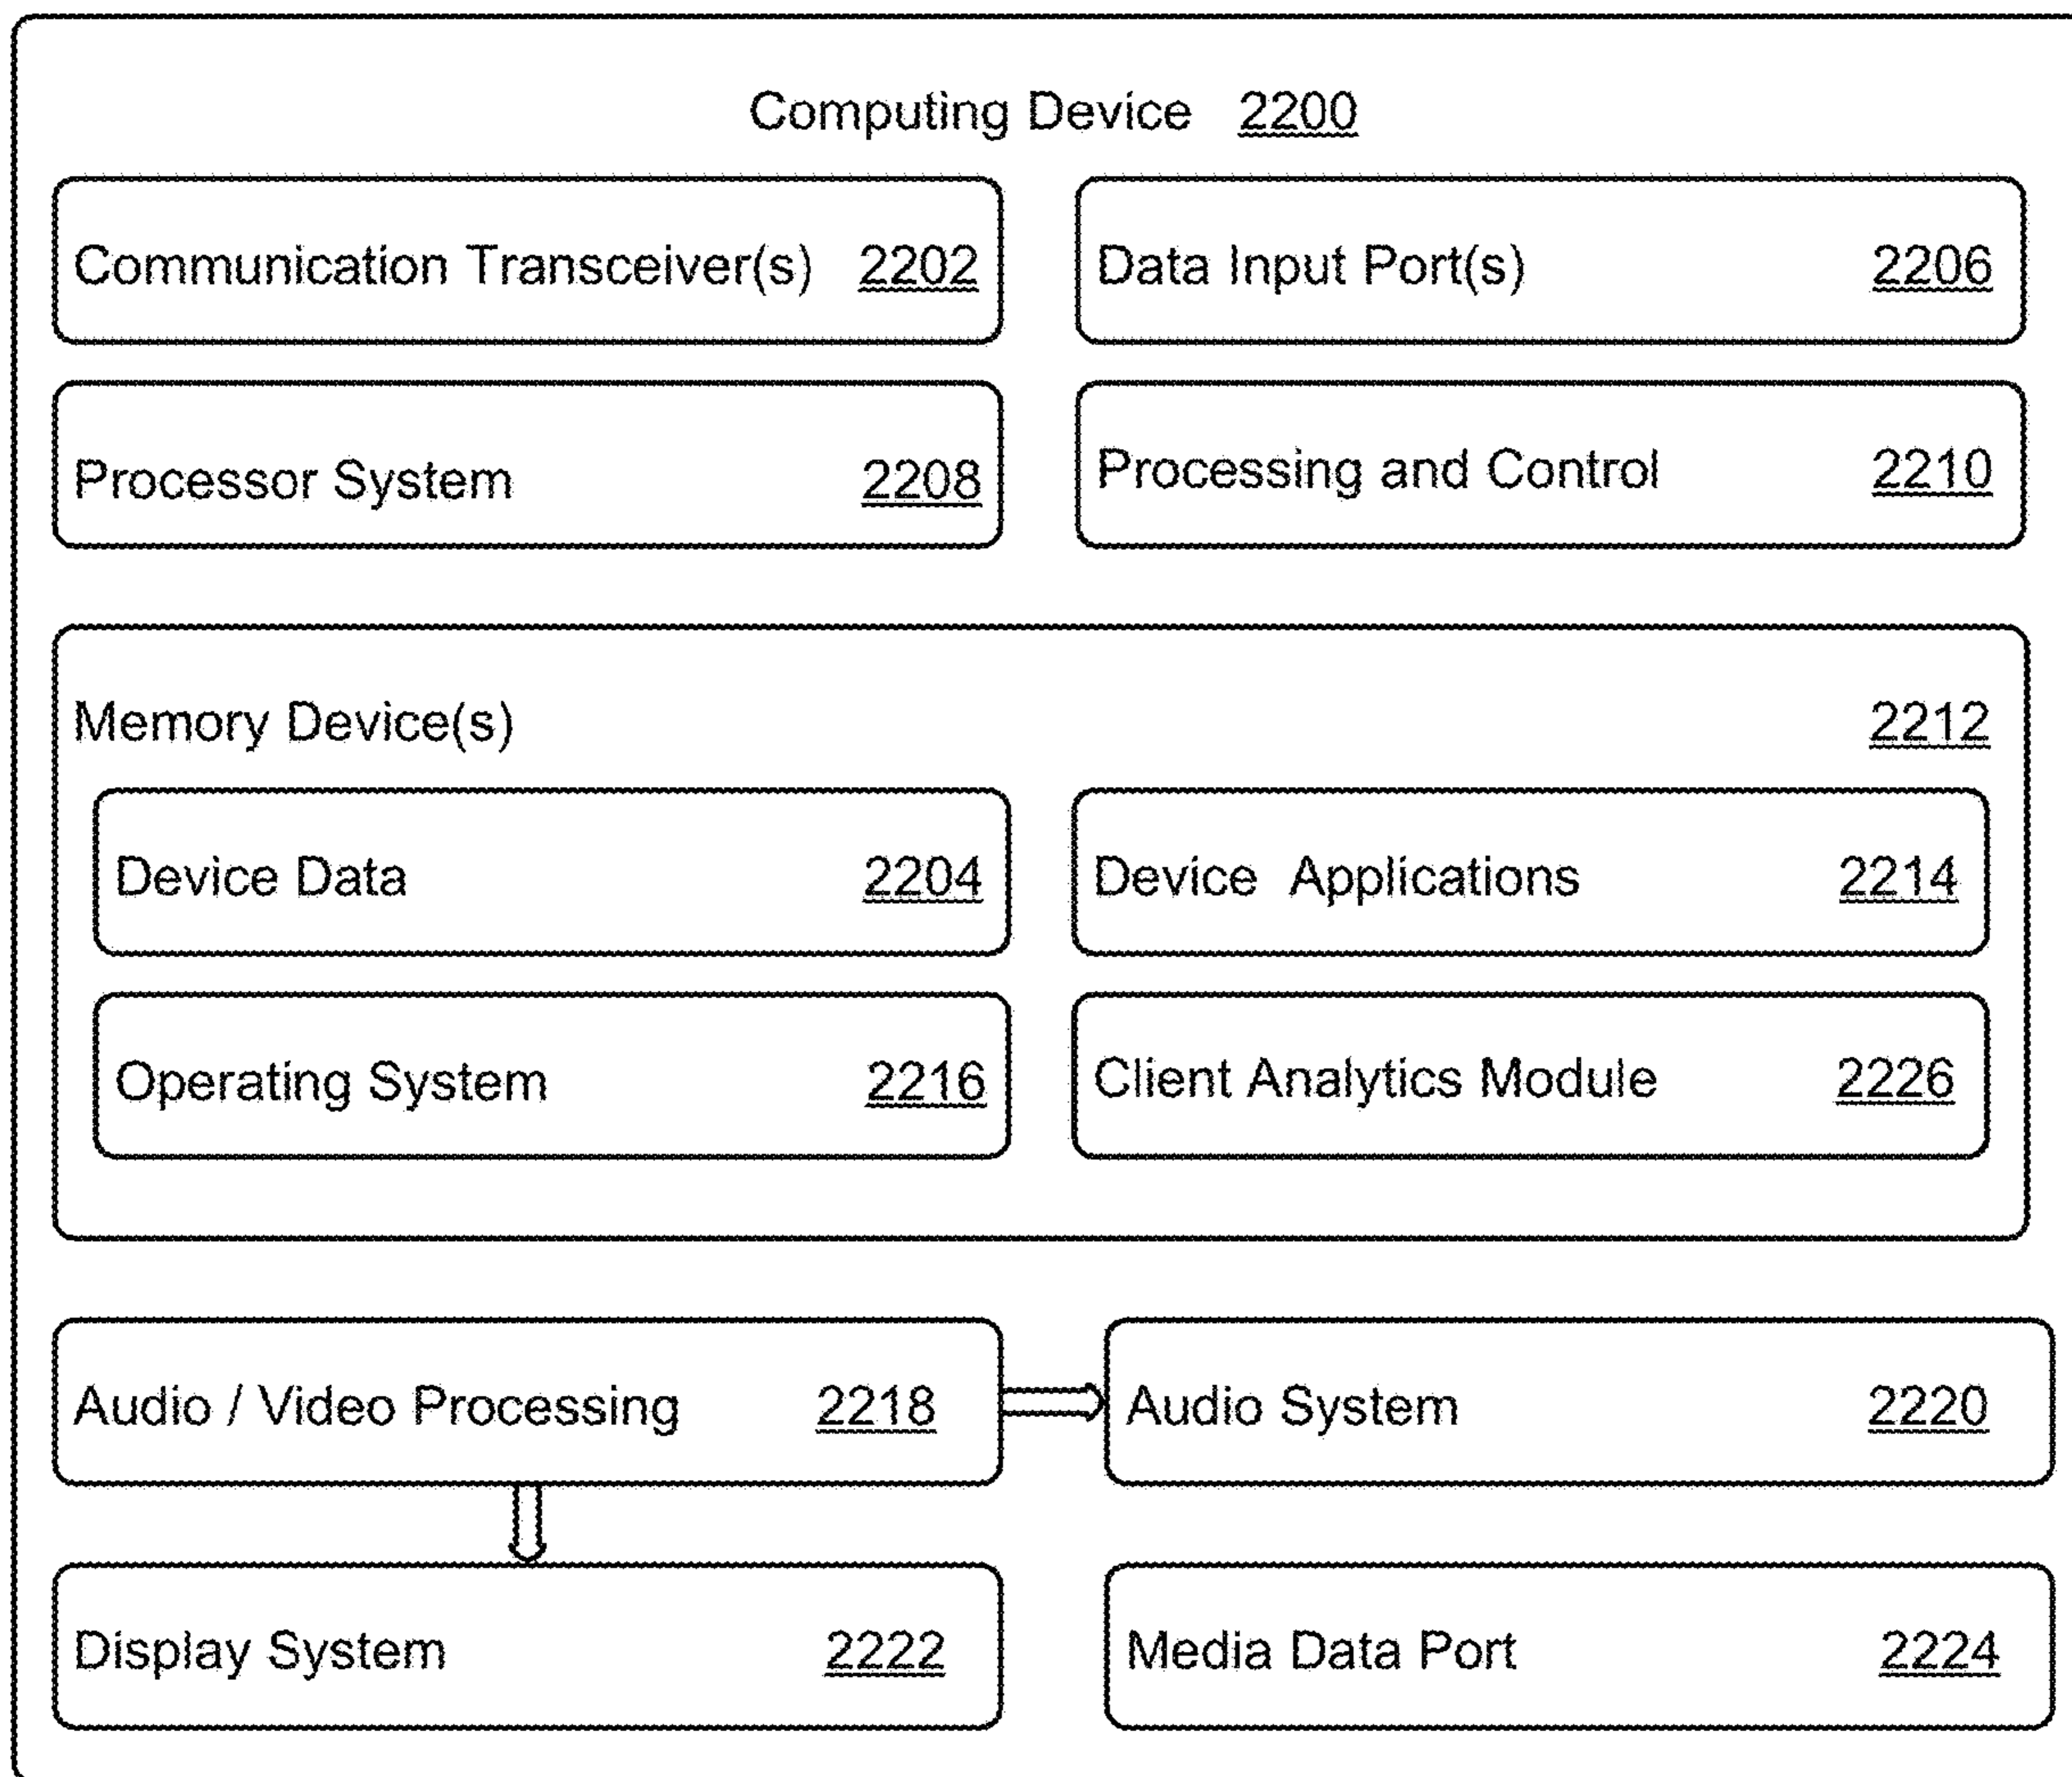 Computing Device 2200
Communication Transceiver(s) 2202
Data Input Port(s) 2206
Processor System 2208
Processing and Control 2210
Memory Device(s) 2212
Device Data 2204
Device Applications 2214
Operating System 2216
Client Analytics Module 2226
Audio / Video Processing 2218
Audio System 2220
Display System 2222
Media Data Port 2224